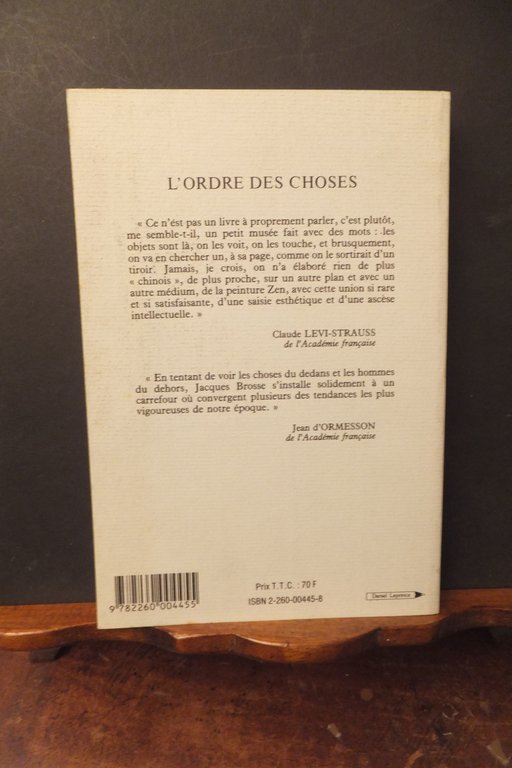 L'ORDRE DES CHOSES
« Ce n'ést pas un livre à proprement parler, c'est plutôt,
me semble-t-il, un petit musée fait avec des mots : les
objets sont là, on les voit, on les touche, et brusquement,
on va en chercher un, à sa page, comme on le sortirait d'un
tiroir. Jamais, je crois, on n'a élaboré rien de plus
« chinois », de plus proche, sur un autre plan et avec un
autre médium, de la peinture Zen, avec cette union si rare
et si satisfaisante, d'une saisie esthétique et d'une ascèse
intellectuelle. »
Claude LEVI-STRAUSS
de l'Académie française
« En tentant de voir les choses du dedans et les hommes
du dehors, Jacques Brosse s'installe solidement à un
carrefour où convergent plusieurs des tendances les plus
vigoureuses de notre époque. »
Jean d'ORMESSON
de l'Académie française
9 782260 004455
Prix T.T.C. : 70 F
ISBN 2-260-00445-8
Daniel Leprince